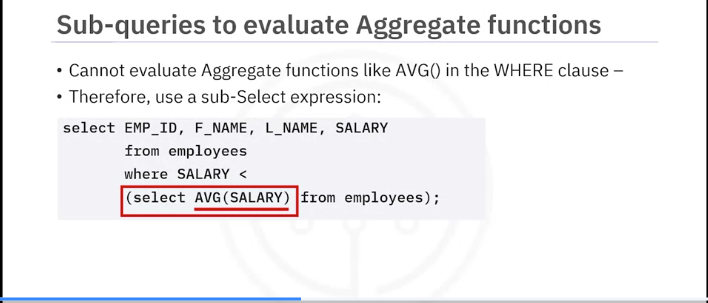 Sub-queries to evaluate Aggregate functions
• Cannot evaluate Aggregate functions like AVG() in the WHERE clause –
• Therefore, use a sub-Select expression:
select EMP_ID, F_NAME, L_NAME, SALARY
from employees
where SALARY <
(select AVG(SALARY) from employees);